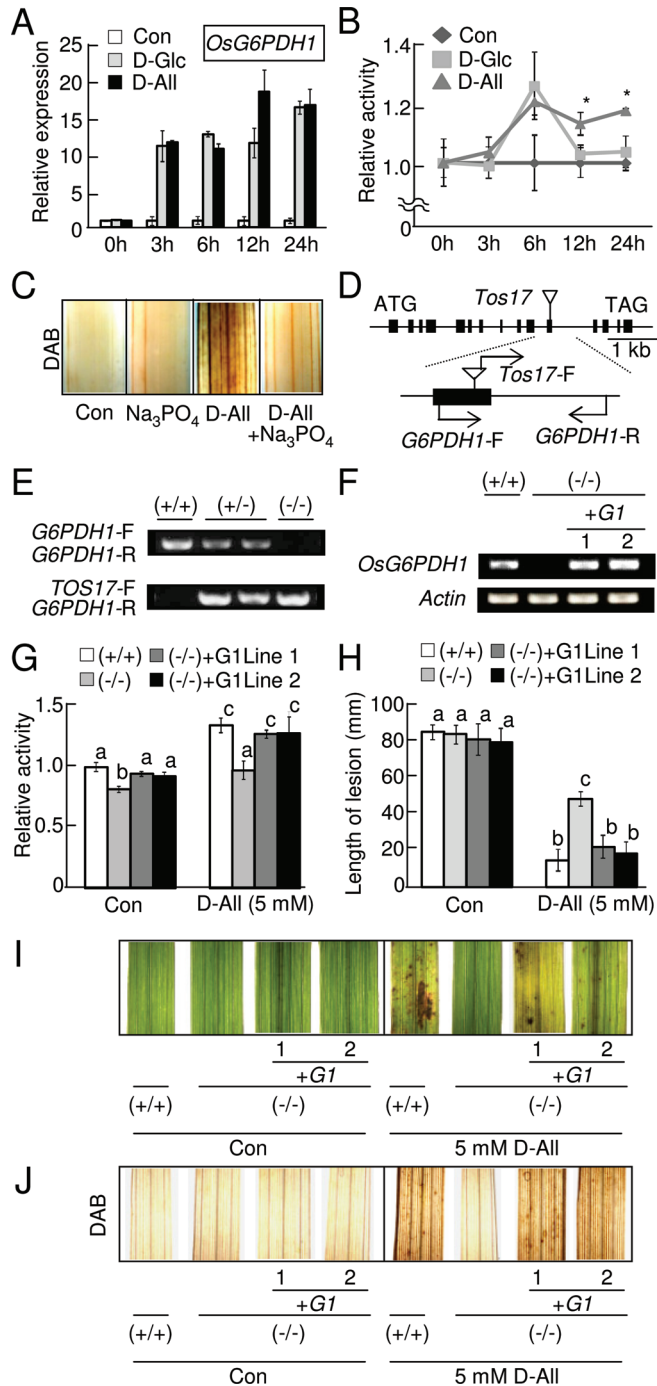 A
OsG6PDH1
Con
D-Glc
D-All
Relative expression
25
20
15
10
5
0
0h 3h 6h 12h 24h
B
Con
D-Glc
D-All
Relative activity
1.4
1.2
1.0
0
* *
0h 3h 6h 12h 24h
C
DAB
Con Na3PO4 D-All D-All +Na3PO4
D
ATG Tos17 TAG
1 kb
Tos17-F
G6PDH1-F G6PDH1-R
E
(+/+) (+/-) (-/-)
G6PDH1-F
G6PDH1-R
TOS17-F
G6PDH1-R
F
(+/+) (-/-)
+G1
1 2
OsG6PDH1
Actin
G
(+/+) (-/-)+G1Line 1
(-/-) (-/-)+G1Line 2
Relative activity
1.5
1.0
1.5
0
a b a a
c a c c
Con D-All (5 mM)
H
(+/+) (-/-)+G1Line 1
(-/-) (-/-)+G1Line 2
Length of lesion (mm)
100
80
60
40
20
0
a a a a
b c b b
Con D-All (5 mM)
I
1 2 1 2
+G1 +G1
(+/+) (-/-) (+/+) (-/-)
Con 5 mM D-All
J
DAB
1 2 1 2
+G1 +G1
(+/+) (-/-) (+/+) (-/-)
Con 5 mM D-All